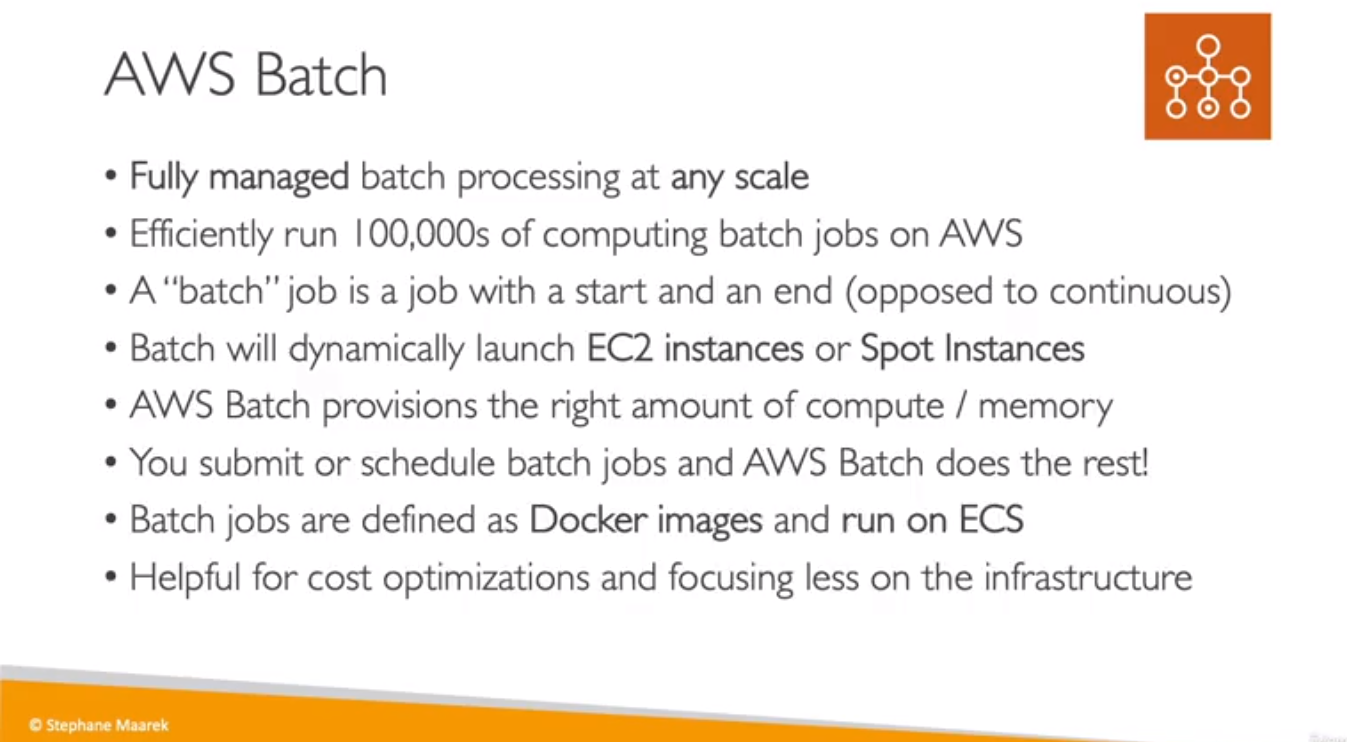 AWS Batch
• Fully managed batch processing at any scale
• Efficiently run 100,000s of computing batch jobs on AWS
• A “batch” job is a job with a start and an end (opposed to continuous)
• Batch will dynamically launch EC2 instances or Spot Instances
• AWS Batch provisions the right amount of compute / memory
• You submit or schedule batch jobs and AWS Batch does the rest!
• Batch jobs are defined as Docker images and run on ECS
• Helpful for cost optimizations and focusing less on the infrastructure
© Stephane Maarek